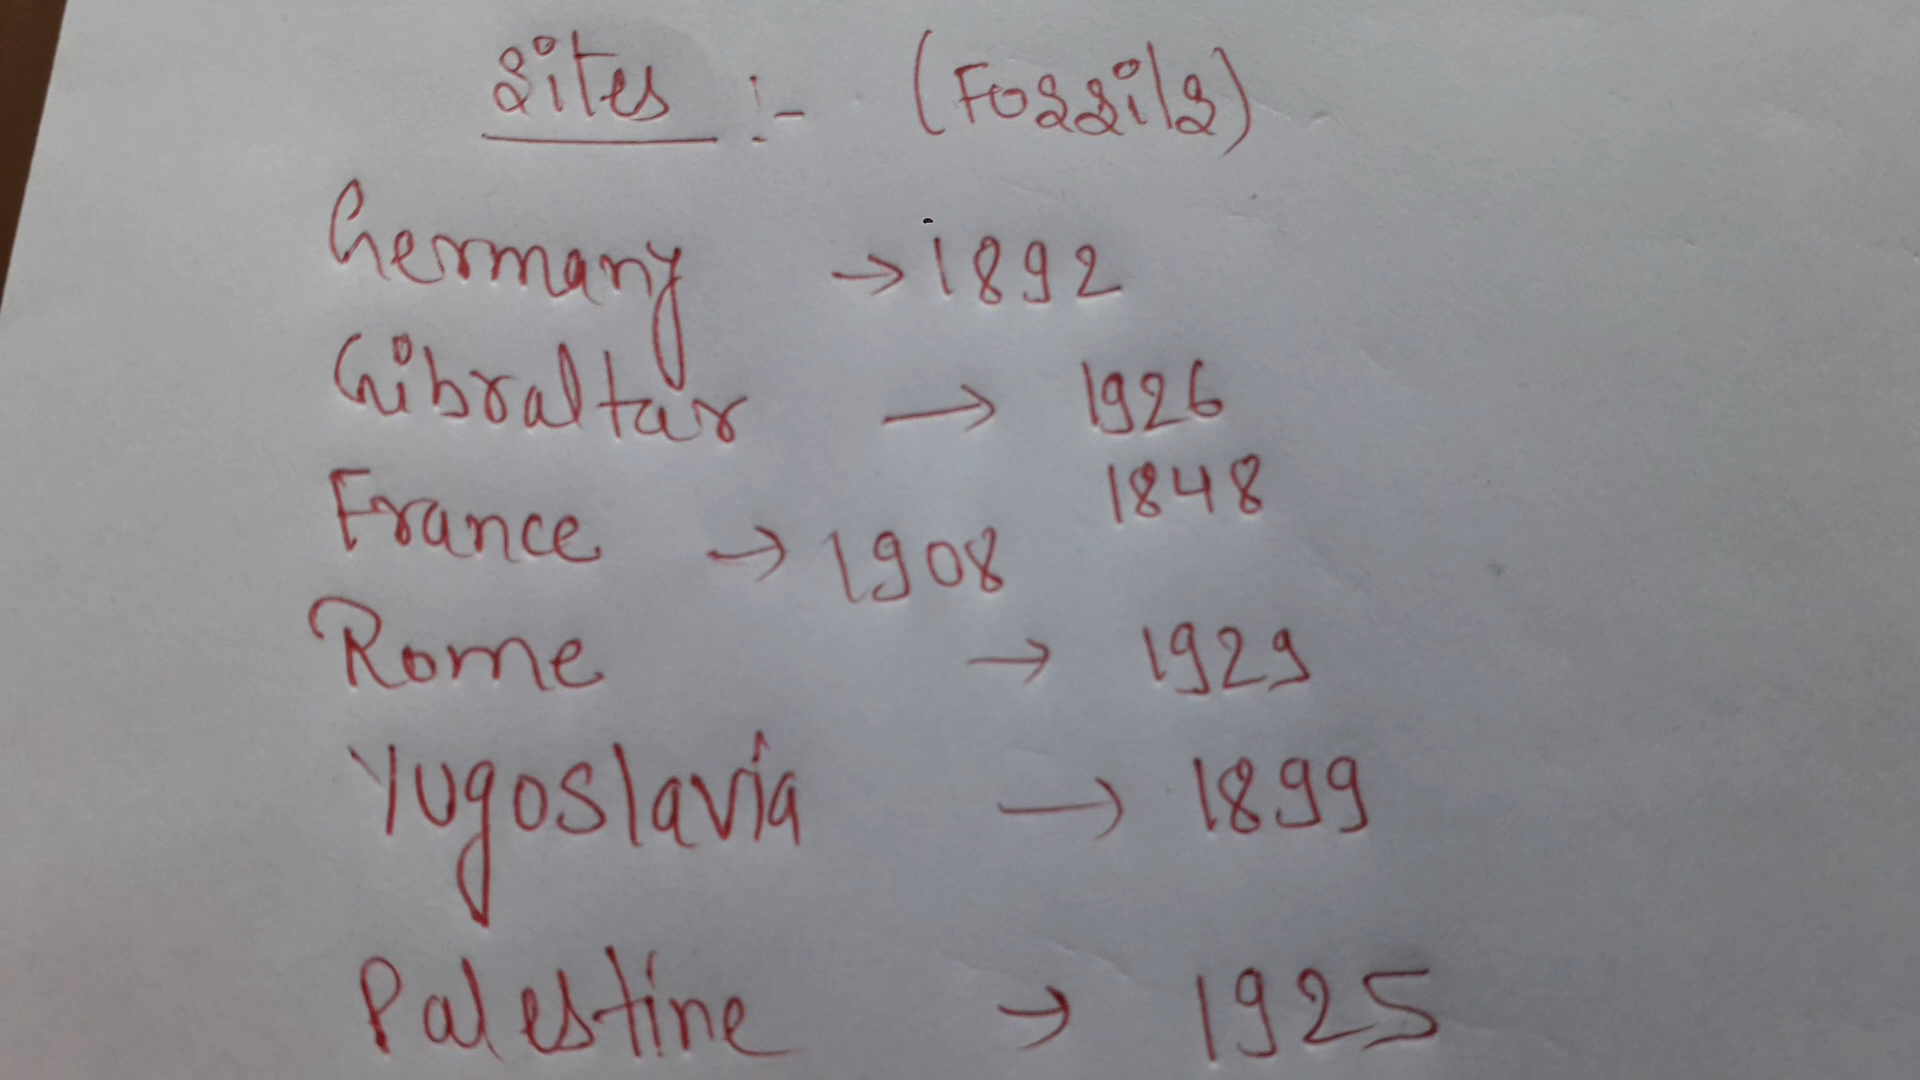 Sites :- (Fossils)
Germany → 1892
Gibraltar → 1926
1848
France → 1908
Rome → 1929
Yugoslavia → 1899
Palestine → 1925